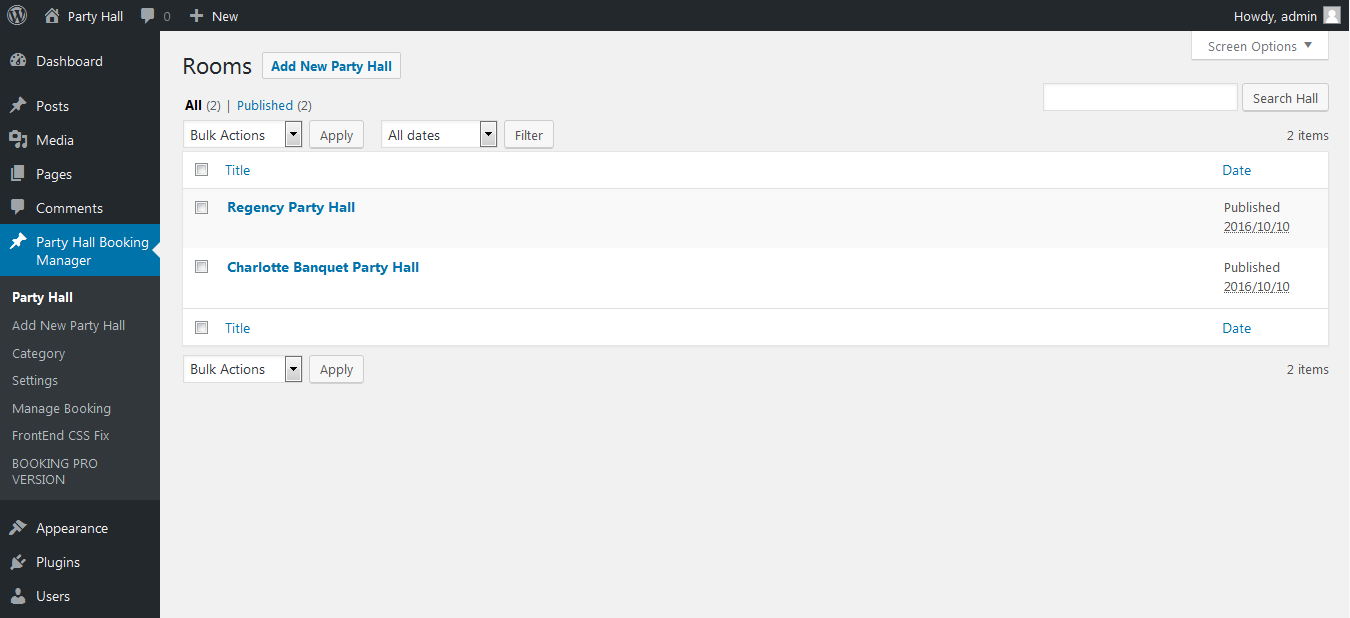 Party Hall 0 New Howdy, admin
Dashboard
Posts
Media
Pages
Comments
Party Hall Booking
Manager
Party Hall
Add New Party Hall
Category
Settings
Manage Booking
FrontEnd CSS Fix
BOOKING PRO
VERSION
Appearance
Plugins
Users
Screen Options
Rooms Add New Party Hall
All (2) | Published (2)
Search Hall
Bulk Actions Apply All dates Filter 2 items
Title Date
Regency Party Hall Published
2016/10/10
Charlotte Banquet Party Hall Published
2016/10/10
Title Date
Bulk Actions Apply 2 items